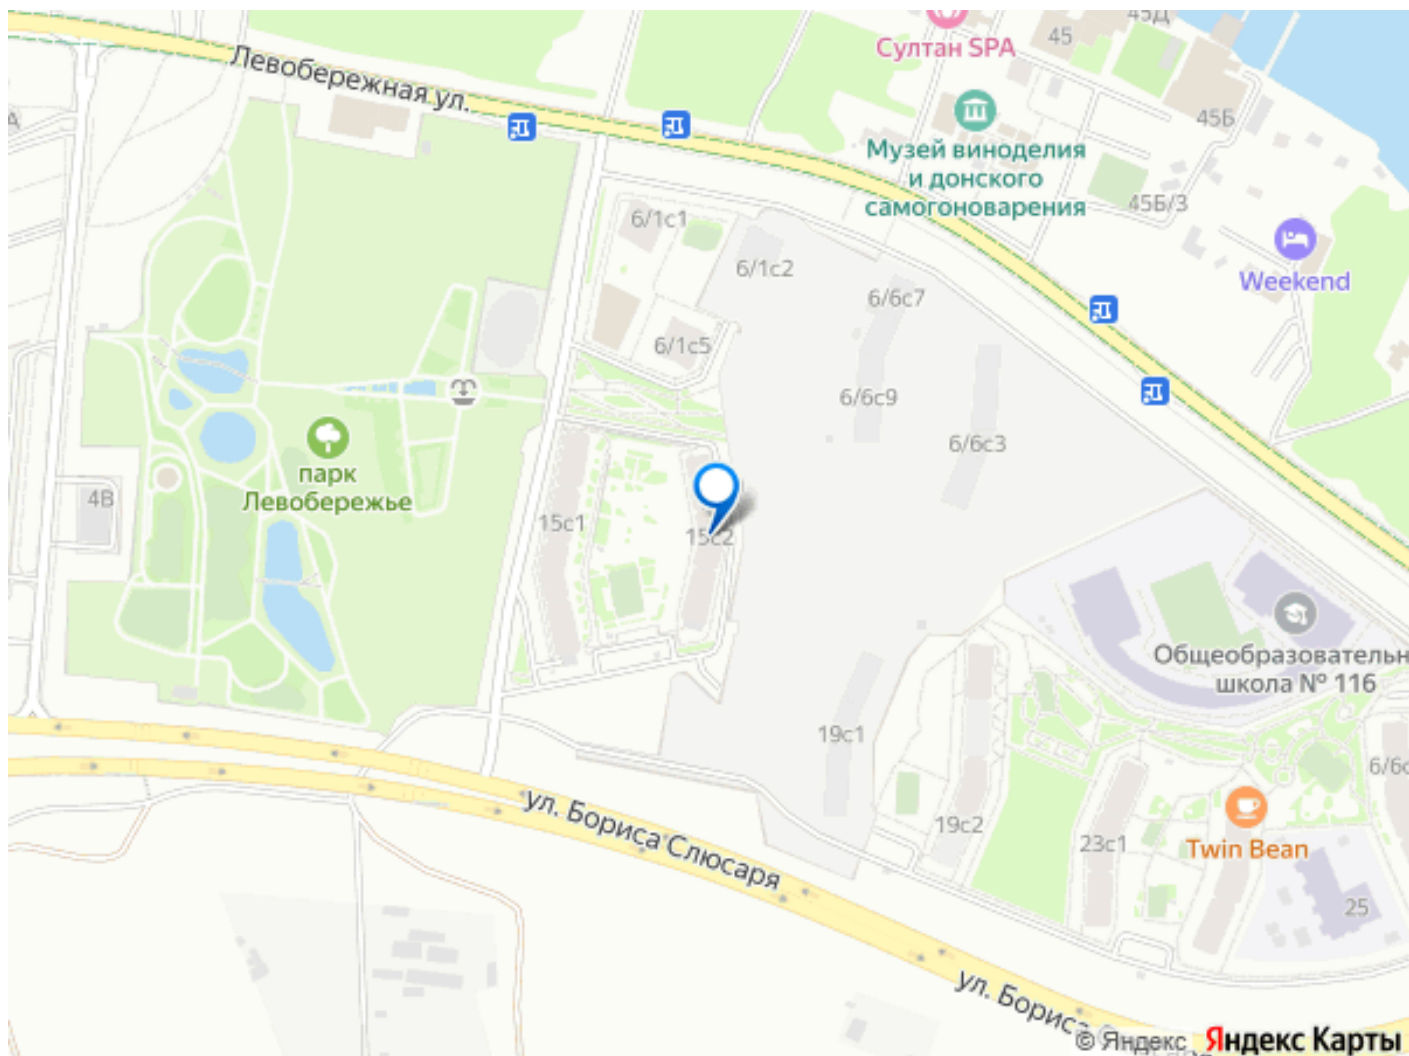 45Д
45
Султан SPA
Левобережная ул.
45Б
Музей виноделия
и донского
самогоноварения
45Б/3
6/1с1
6/1с2
Weekend
6/6с7
6/1с5
6/6с9
6/6с3
парк
Левобережье
4В
15с1
15с2
Общеобразовательн
школа № 116
19с1
6/6с
ул. Бориса Слюсаря
19с2
23с1
Twin Bean
25
ул. Бориса
© Яндекс Яндекс Карты